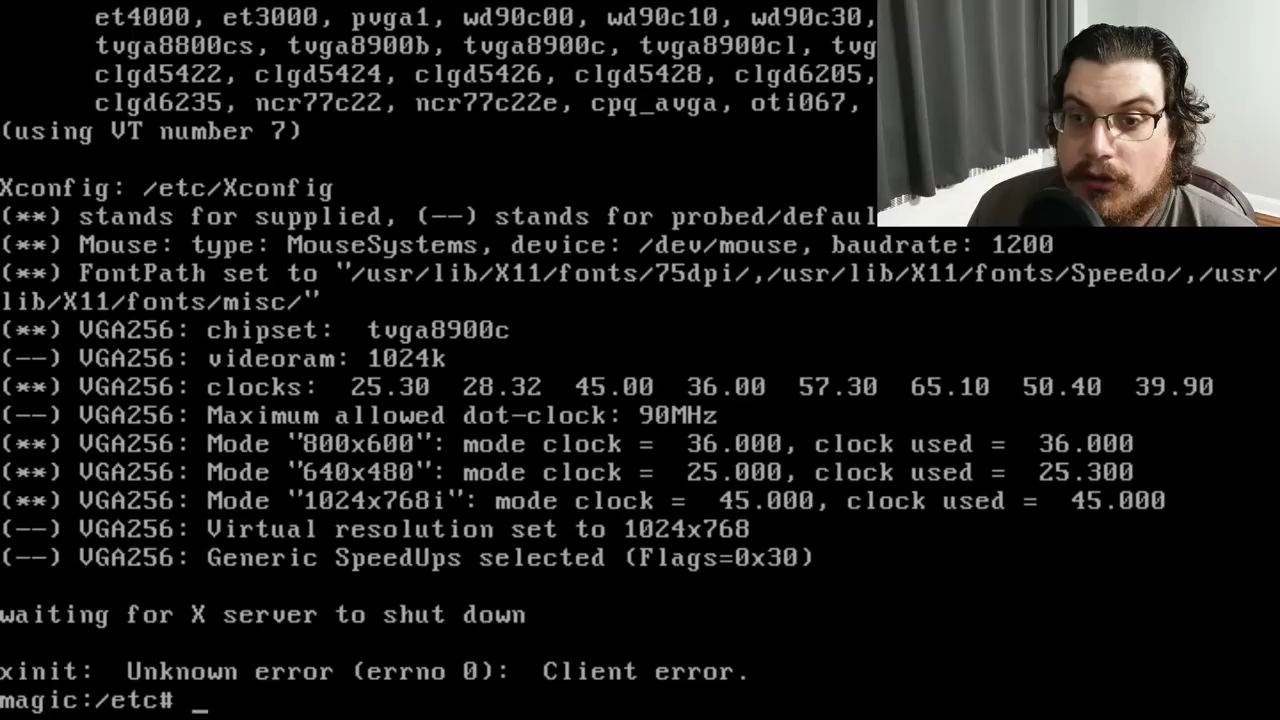 et4000, et3000, pvga1, wd90c00, wd90c10, wd90c30,
tvga8800cs, tvga8900b, tvga8900c, tvga8900cl, tvg
clgd5422, clgd5424, clgd5426, clgd5428, clgd6205,
clgd6235, ncr77c22, ncr77c22e, cpq_avga, oti067,
(using VT number 7)
Xconfig: /etc/Xconfig
(**) stands for supplied, (--) stands for probed/defaul
(**) Mouse: type: MouseSystems, device: /dev/mouse, baudrate: 1200
(**) FontPath set to "/usr/lib/X11/fonts/75dpi/,/usr/lib/X11/fonts/Speedo/,/usr/
lib/X11/fonts/misc/"
(**) VGA256: chipset:  tvga8900c
(--) VGA256: videoram: 1024k
(**) VGA256: clocks:  25.30  28.32  45.00  36.00  57.30  65.10  50.40  39.90
(--) VGA256: Maximum allowed dot-clock: 90MHz
(**) VGA256: Mode "800x600": mode clock =  36.000, clock used =  36.000
(**) VGA256: Mode "640x480": mode clock =  25.000, clock used =  25.300
(**) VGA256: Mode "1024x768i": mode clock =  45.000, clock used =  45.000
(--) VGA256: Virtual resolution set to 1024x768
(--) VGA256: Generic SpeedUps selected (Flags=0x30)
waiting for X server to shut down
xinit:  Unknown error (errno 0):  Client error.
magic:/etc# _